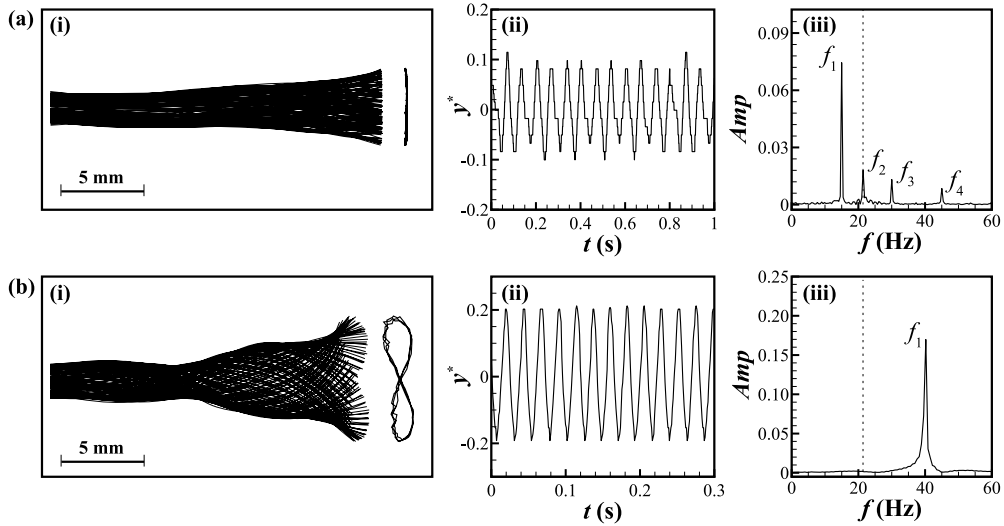 (a) (i)
5 mm
(ii)
y*
0.2
0.1
0
-0.1
-0.2
0 0.2 0.4 0.6 0.8 1
t (s)
(iii)
Amp
0.09
0.06
0.03
0
f1
f2
f3
f4
0 20 40 60
f (Hz)
(b) (i)
5 mm
(ii)
y*
0.2
0
-0.2
0 0.1 0.2 0.3
t (s)
(iii)
Amp
0.25
0.20
0.15
0.10
0.05
0.00
f1
0 20 40 60
f (Hz)